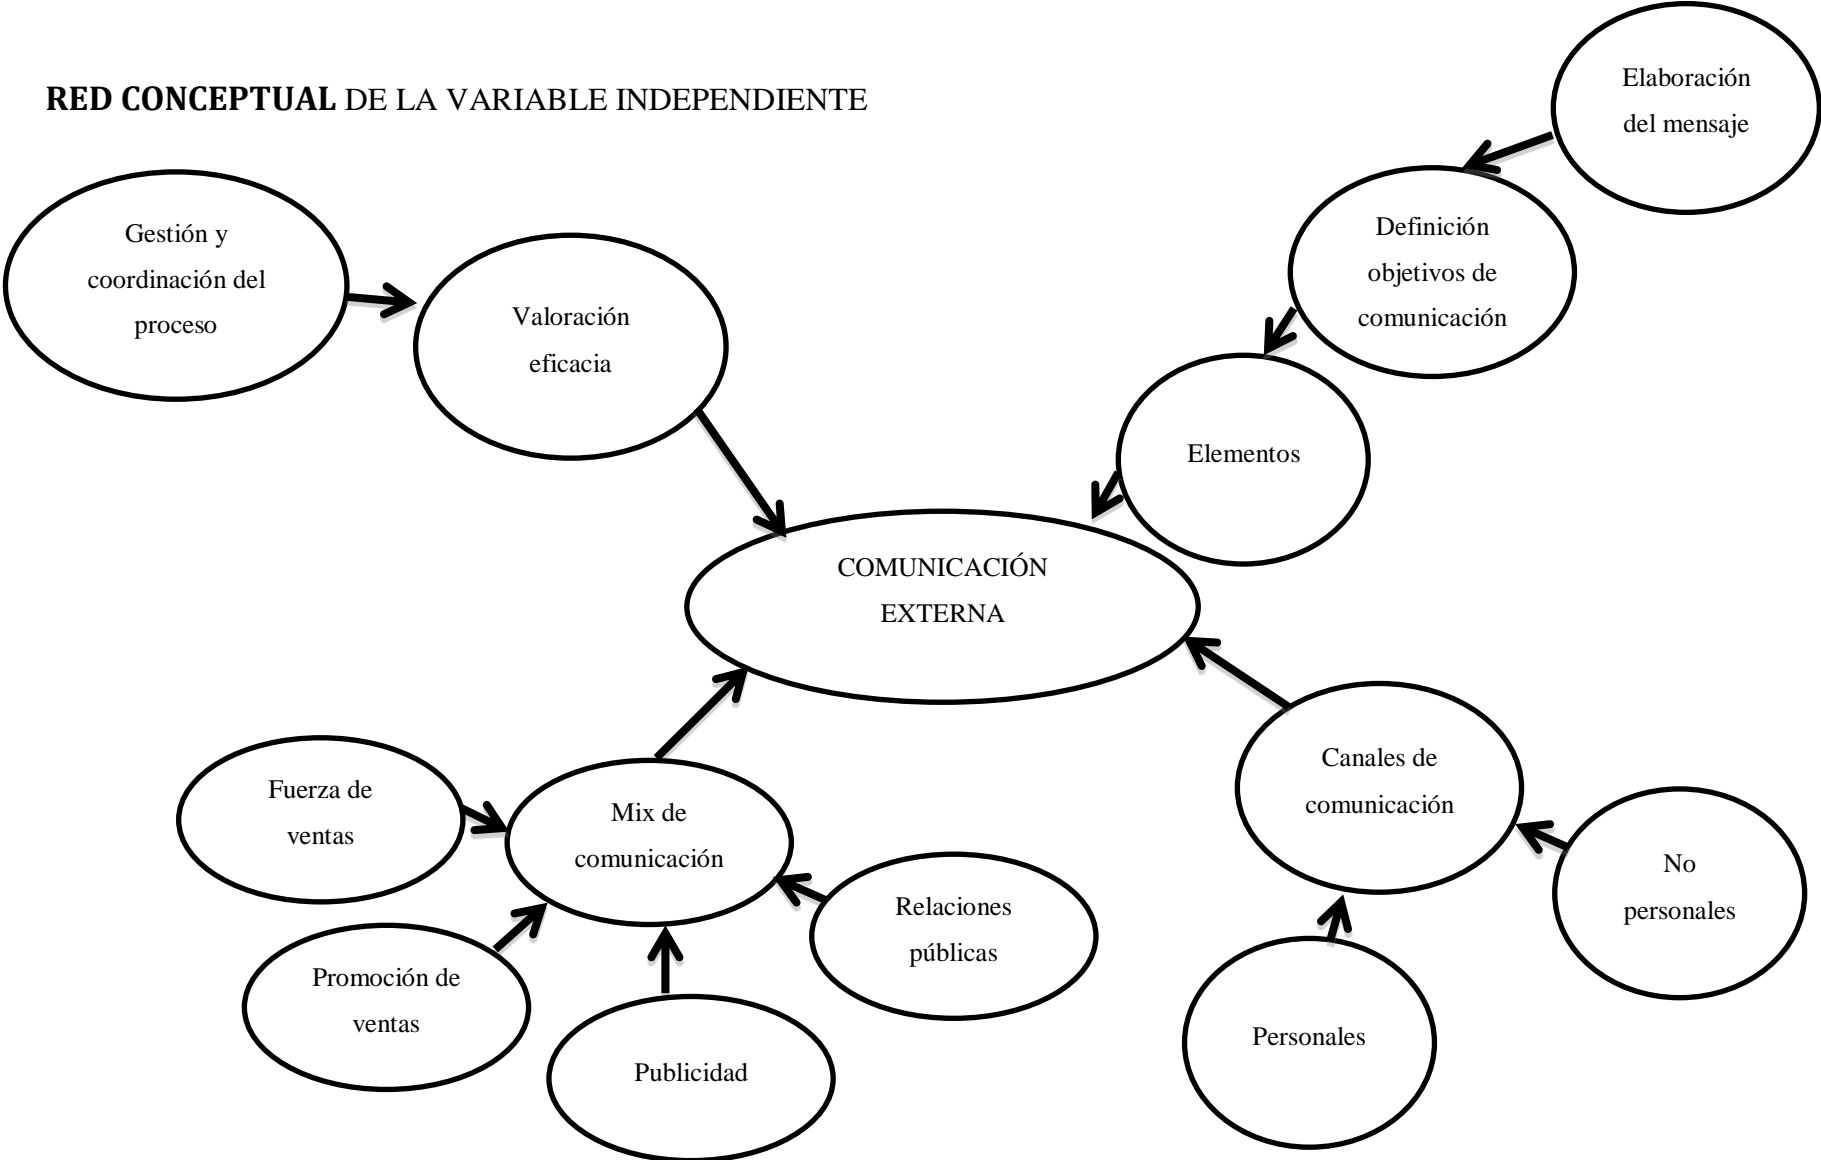 RED CONCEPTUAL DE LA VARIABLE INDEPENDIENTE
Elaboración
del mensaje
Definición
objetivos de
comunicación
Gestión y
coordinación del
proceso
Valoración
eficacia
Elementos
COMUNICACIÓN
EXTERNA
Fuerza de
ventas
Mix de
comunicación
Canales de
comunicación
Relaciones
públicas
No
personales
Promoción de
ventas
Publicidad
Personales